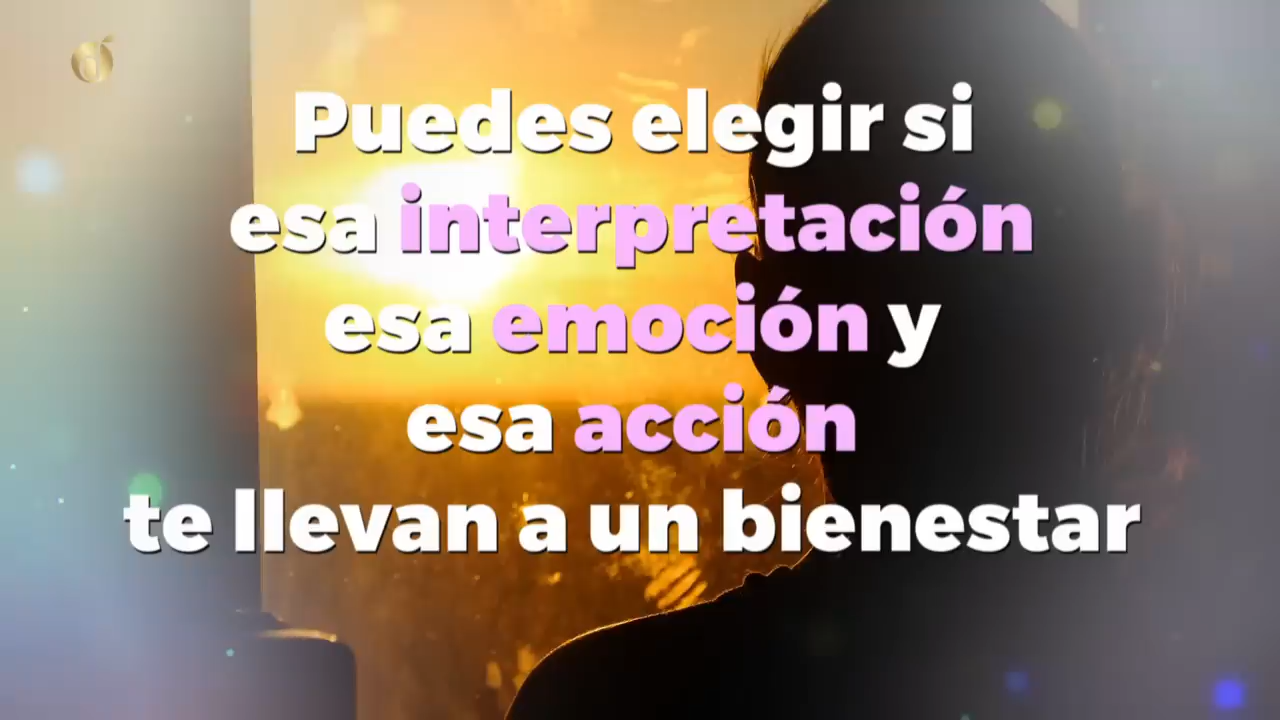 Puedes elegir si
esa interpretación
esa emoción y
esa acción
te llevan a un bienestar